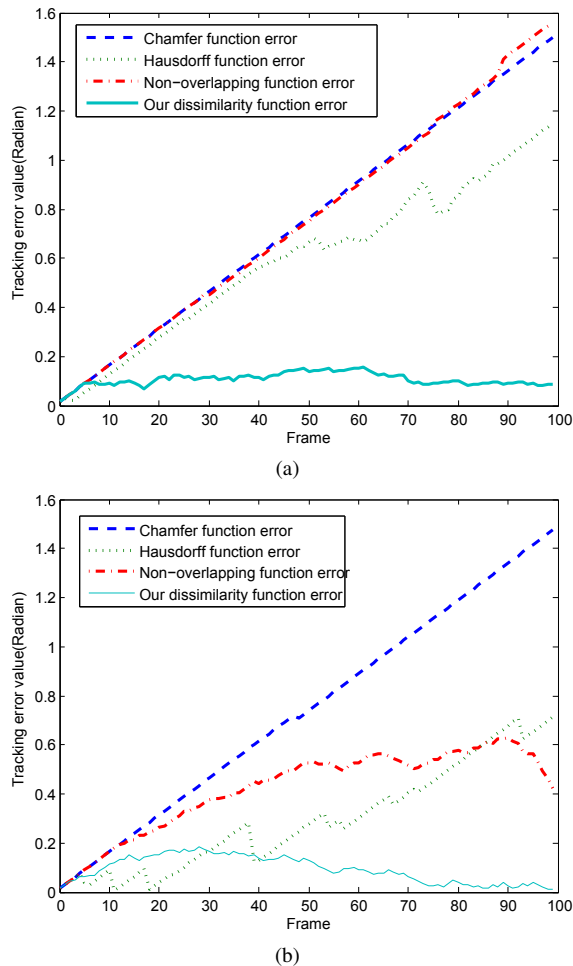 1.6
1.4
1.2
1
0.8
0.6
0.4
0.2
0
Tracking error value(Radian)
Chamfer function error
Hausdorff function error
Non−overlapping function error
Our dissimilarity function error
0 10 20 30 40 50 60 70 80 90 100
Frame
(a)
1.6
1.4
1.2
1
0.8
0.6
0.4
0.2
0
Tracking error value(Radian)
Chamfer function error
Hausdorff function error
Non−overlapping function error
Our dissimilarity function error
0 10 20 30 40 50 60 70 80 90 100
Frame
(b)